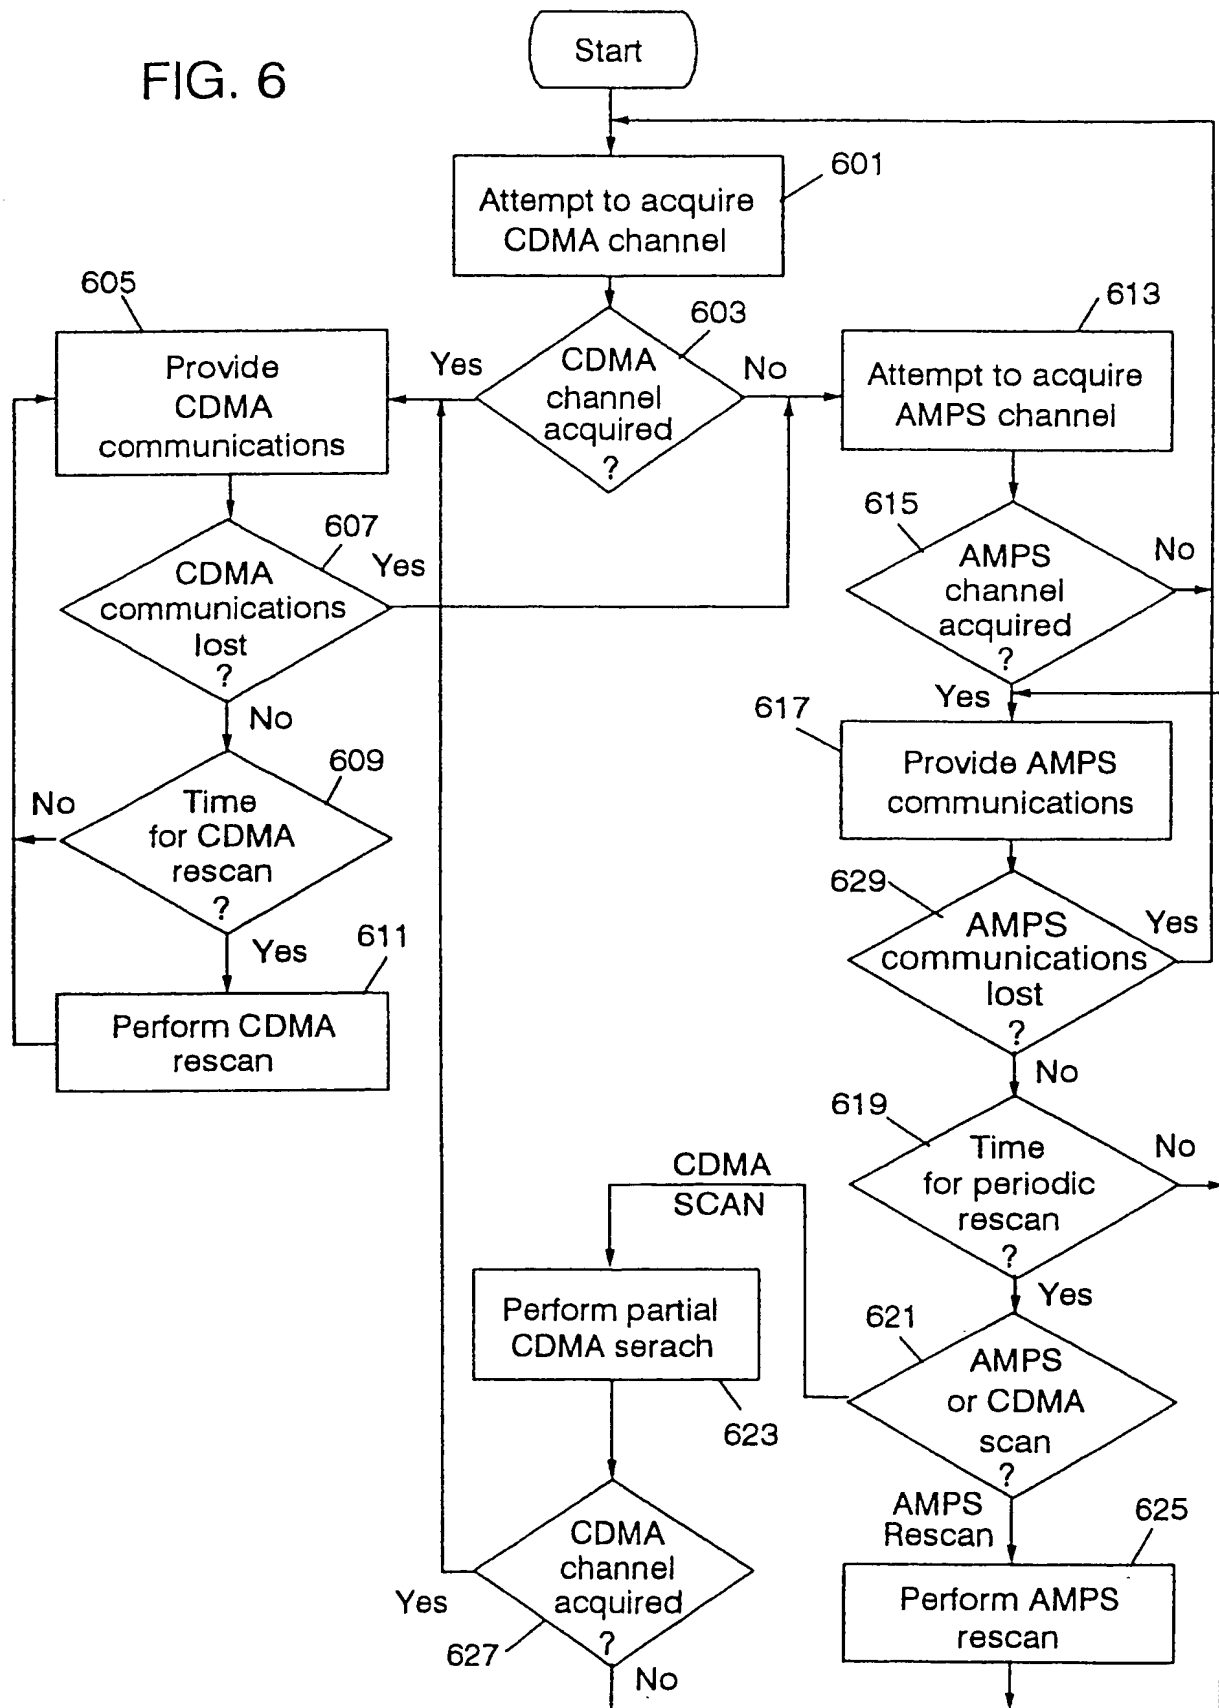 FIG. 6
Start
601
Attempt to acquire
CDMA channel
603
CDMA
channel
acquired
?
Yes
No
605
Provide
CDMA
communications
613
Attempt to acquire
AMPS channel
607
CDMA
communications
lost
?
Yes
No
615
AMPS
channel
acquired
?
No
Yes
617
Provide AMPS
communications
609
Time
for CDMA
rescan
?
No
Yes
629
AMPS
communications
lost
?
Yes
No
611
Perform CDMA
rescan
619
Time
for periodic
rescan
?
No
Yes
CDMA
SCAN
621
AMPS
or CDMA
scan
?
Perform partial
CDMA serach
623
AMPS
Rescan
625
Perform AMPS
rescan
CDMA
channel
acquired
?
Yes
627
No